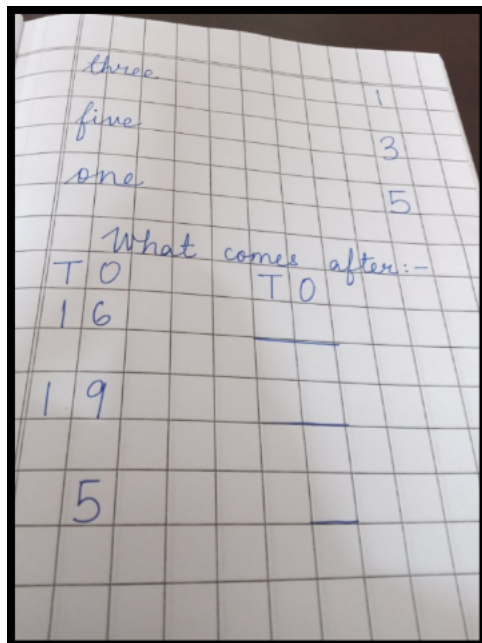 three 1
five 3
one 5
What comes after:-
T O T O
1 6
1 9
5